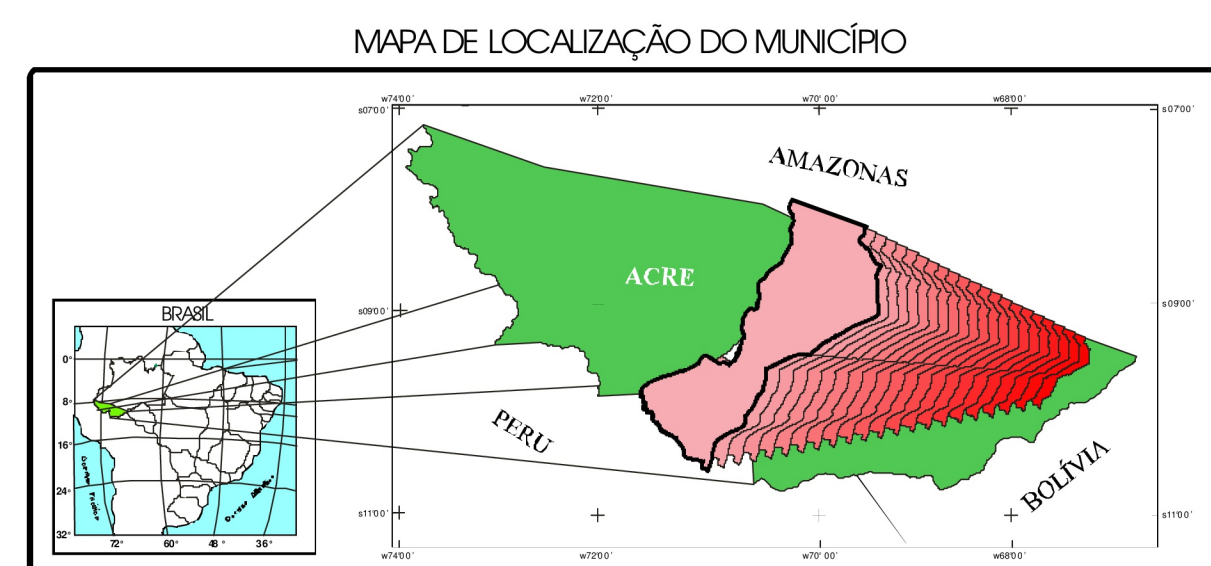 MAPA DE LOCALIZAÇÃO DO MUNICÍPIO
w74'00' w72'00' w70' 00' w68'00'
s07'00' s07'00'
AMAZONAS
ACRE
BRASIL
s09'00' s09'00'
0°
8°
PERU
16°
BOLÍVIA
24°
s11'00' s11'00'
32°
72° 60° 48° 36°
w74'00' w72'00' w70' 00' w68'00'